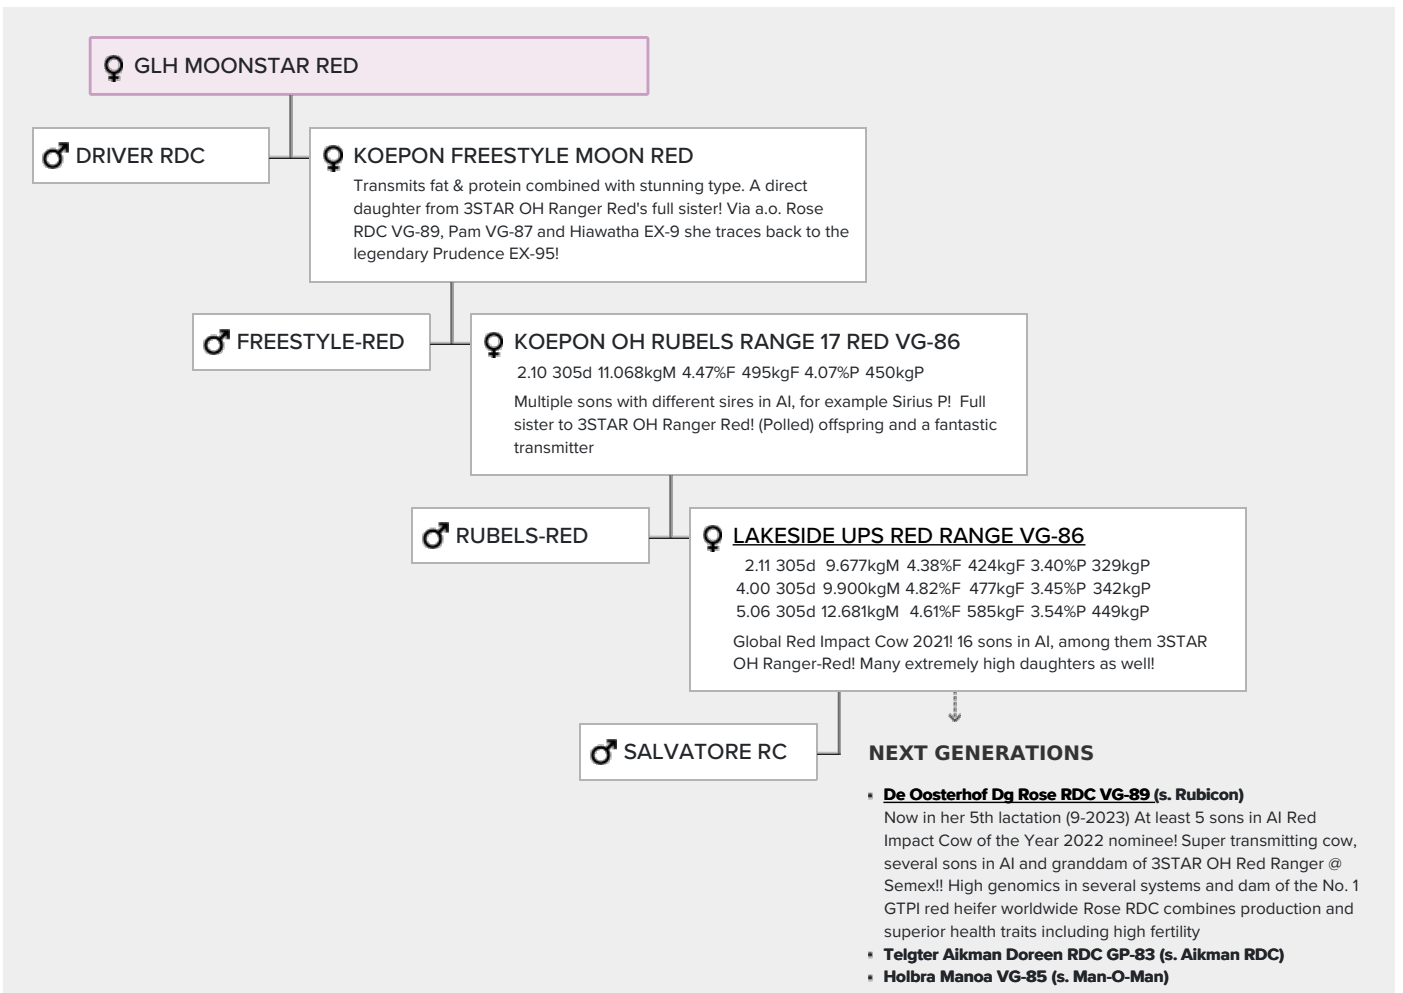 GLH MOONSTAR RED
DRIVER RDC
KOEPON FREESTYLE MOON RED
Transmits fat & protein combined with stunning type. A direct
daughter from 3STAR OH Ranger Red's full sister! Via a.o. Rose
RDC VG-89, Pam VG-87 and Hiawatha EX-9 she traces back to the
legendary Prudence EX-95!
FREESTYLE-RED
KOEPON OH RUBELS RANGE 17 RED VG-86
2.10 305d 11.068kgM 4.47%F 495kgF 4.07%P 450kgP
Multiple sons with different sires in AI, for example Sirius P! Full
sister to 3STAR OH Ranger Red! (Polled) offspring and a fantastic
transmitter
RUBELS-RED
LAKESIDE UPS RED RANGE VG-86
2.11 305d 9.677kgM 4.38%F 424kgF 3.40%P 329kgP
4.00 305d 9.900kgM 4.82%F 477kgF 3.45%P 342kgP
5.06 305d 12.681kgM 4.61%F 585kgF 3.54%P 449kgP
Global Red Impact Cow 2021! 16 sons in AI, among them 3STAR
OH Ranger-Red! Many extremely high daughters as well!
SALVATORE RC
NEXT GENERATIONS
De Oosterhof Dg Rose RDC VG-89 (s. Rubicon)
Now in her 5th lactation (9-2023) At least 5 sons in AI Red
Impact Cow of the Year 2022 nominee! Super transmitting cow,
several sons in AI and granddam of 3STAR OH Red Ranger @
Semex!! High genomics in several systems and dam of the No. 1
GTPI red heifer worldwide Rose RDC combines production and
superior health traits including high fertility
Telgter Aikman Doreen RDC GP-83 (s. Aikman RDC)
Holbra Manoa VG-85 (s. Man-O-Man)